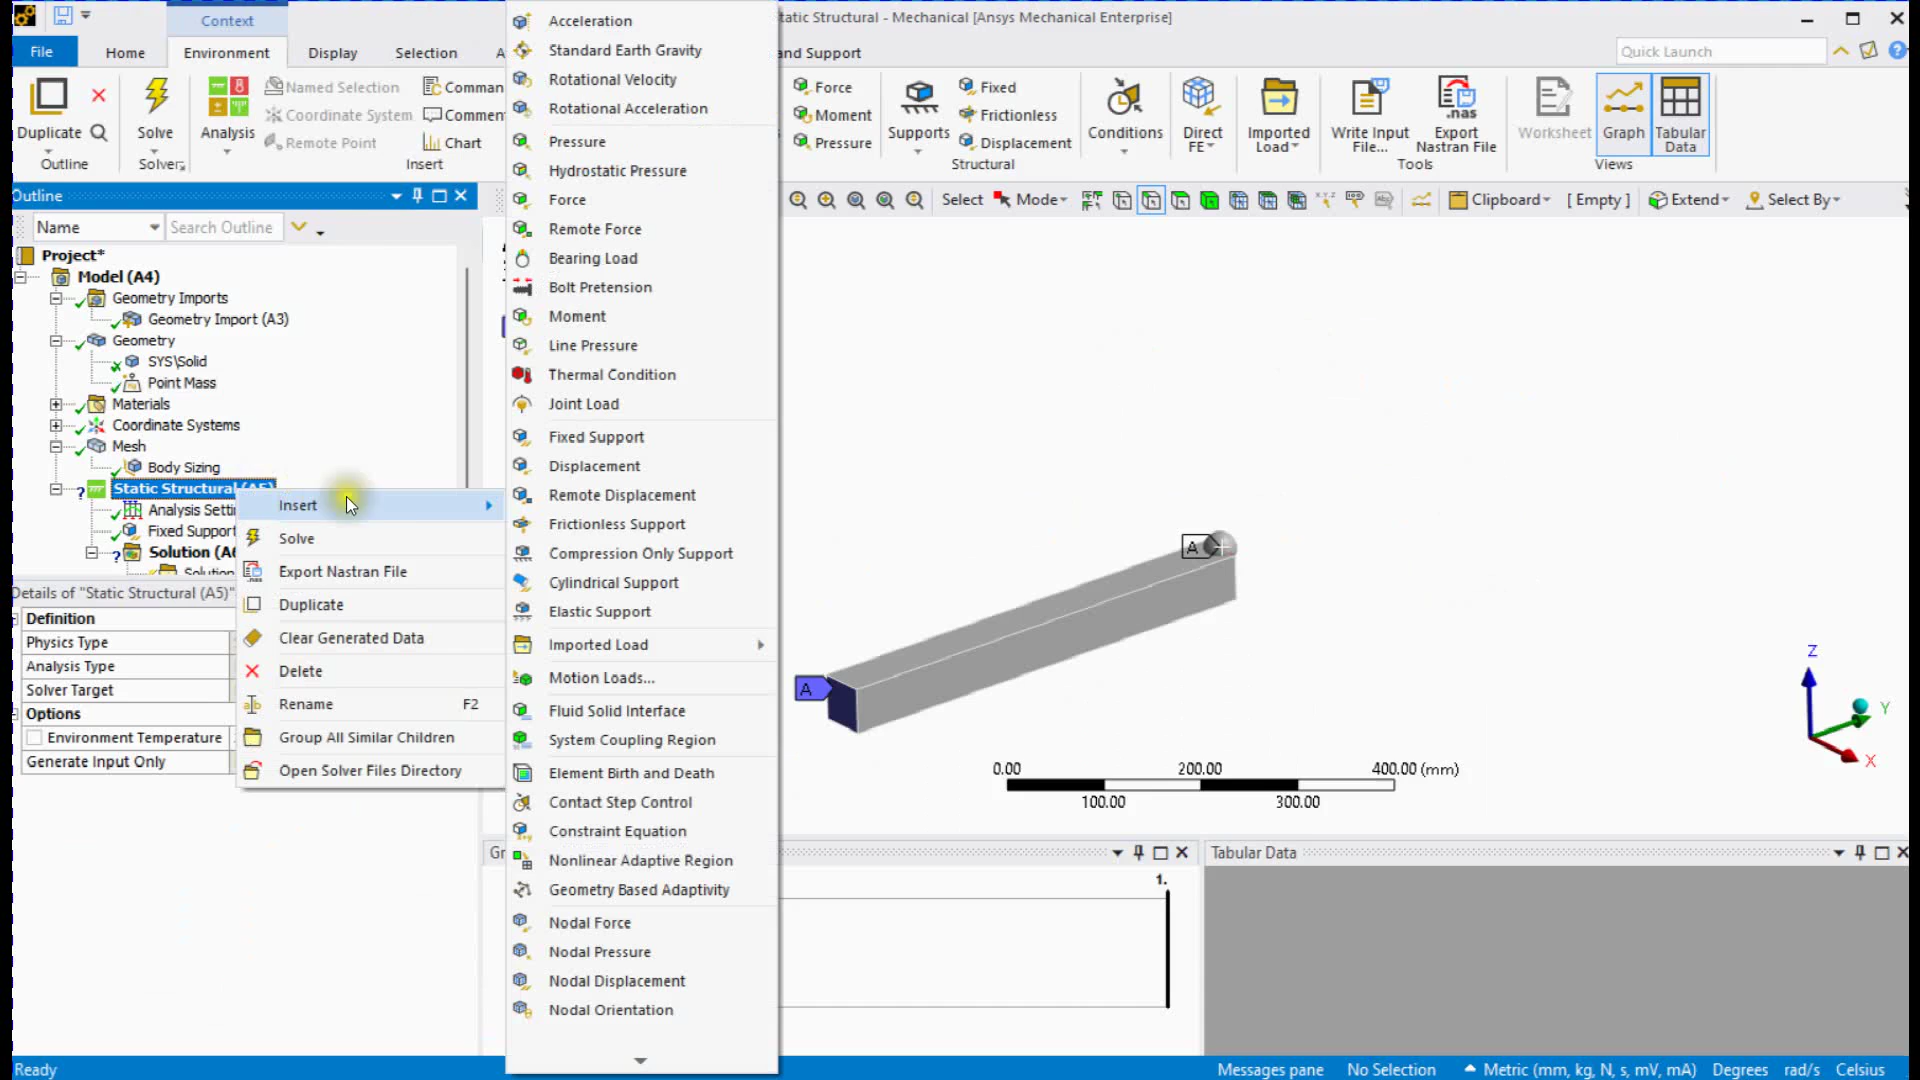 Context
Static Structural - Mechanical [Ansys Mechanical Enterprise]
File
Home
Environment
Display
Selection
A
and Support
Quick Launch
Duplicate
Outline
Solve
Solver
Analysis
Named Selection
Coordinate System
Remote Point
Comman
Commen
Chart
Insert
Force
Moment
Pressure
Supports
Fixed
Frictionless
Displacement
Structural
Conditions
Direct
FE
Imported
Load
Write Input
File...
Export
Nastran File
Tools
Worksheet
Graph
Tabular
Data
Views
Select
Mode
Clipboard
[ Empty ]
Extend
Select By
Outline
Name
Search Outline
Project*
Model (A4)
Geometry Imports
Geometry Import (A3)
Geometry
SYS\Solid
Point Mass
Materials
Coordinate Systems
Mesh
Body Sizing
Static Structural (A5)
Analysis Setti
Fixed Support
Solution (A6
Solution
Details of "Static Structural (A5)"
Definition
Physics Type
Analysis Type
Solver Target
Options
Environment Temperature
Generate Input Only
Insert
Solve
Export Nastran File
Duplicate
Clear Generated Data
Delete
Rename F2
Group All Similar Children
Open Solver Files Directory
Acceleration
Standard Earth Gravity
Rotational Velocity
Rotational Acceleration
Pressure
Hydrostatic Pressure
Force
Remote Force
Bearing Load
Bolt Pretension
Moment
Line Pressure
Thermal Condition
Joint Load
Fixed Support
Displacement
Remote Displacement
Frictionless Support
Compression Only Support
Cylindrical Support
Elastic Support
Imported Load
Motion Loads...
Fluid Solid Interface
System Coupling Region
Element Birth and Death
Contact Step Control
Constraint Equation
Nonlinear Adaptive Region
Geometry Based Adaptivity
Nodal Force
Nodal Pressure
Nodal Displacement
Nodal Orientation
A
A
Z
Y
X
0.00 200.00 400.00 (mm)
100.00 300.00
Gr
1.
Tabular Data
Ready
Messages pane
No Selection
Metric (mm, kg, N, s, mV, mA)
Degrees
rad/s
Celsius